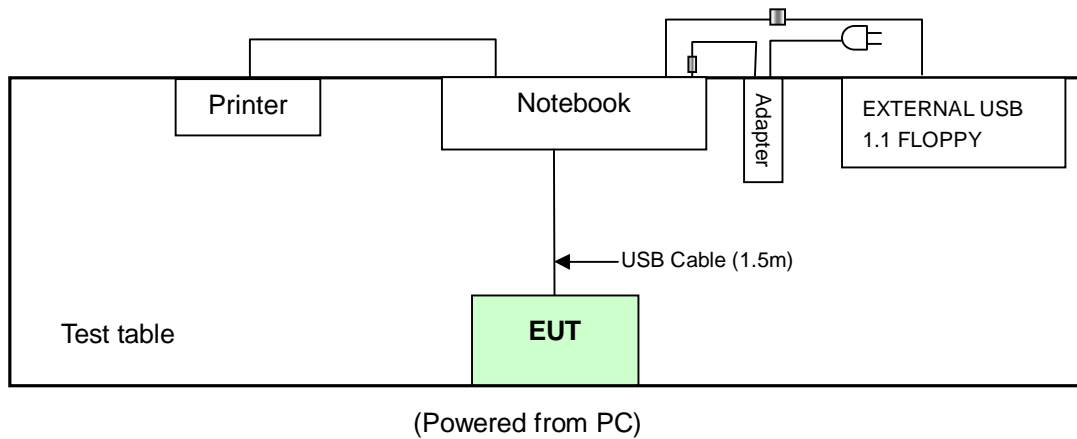 Printer
Notebook
Adapter
EXTERNAL USB
1.1 FLOPPY
USB Cable (1.5m)
EUT
Test table
(Powered from PC)